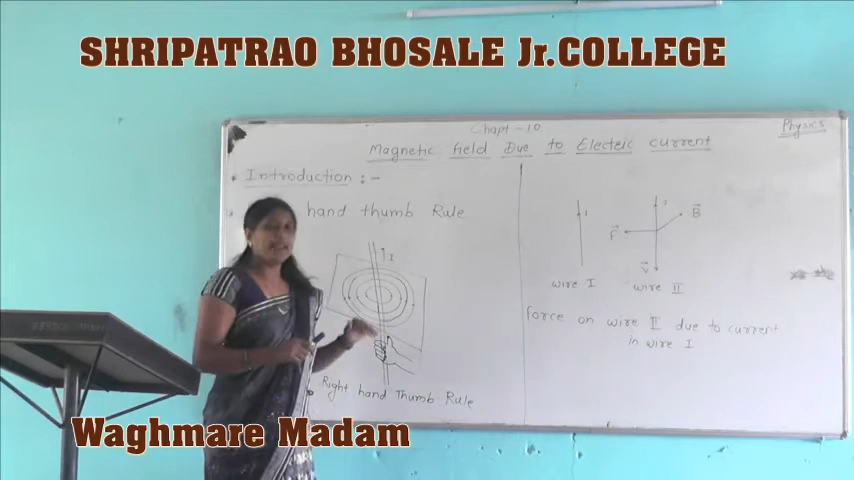 SHRIPATRAO BHOSALE Jr.COLLEGE
Chapt - 10
Physics
Magnetic field Due to Electric current
Introduction :-
hand thumb Rule
I
I
I
B
F
V
wire I
wire II
Force on wire II due to current
in wire I
Right hand Thumb Rule
Waghmare Madam